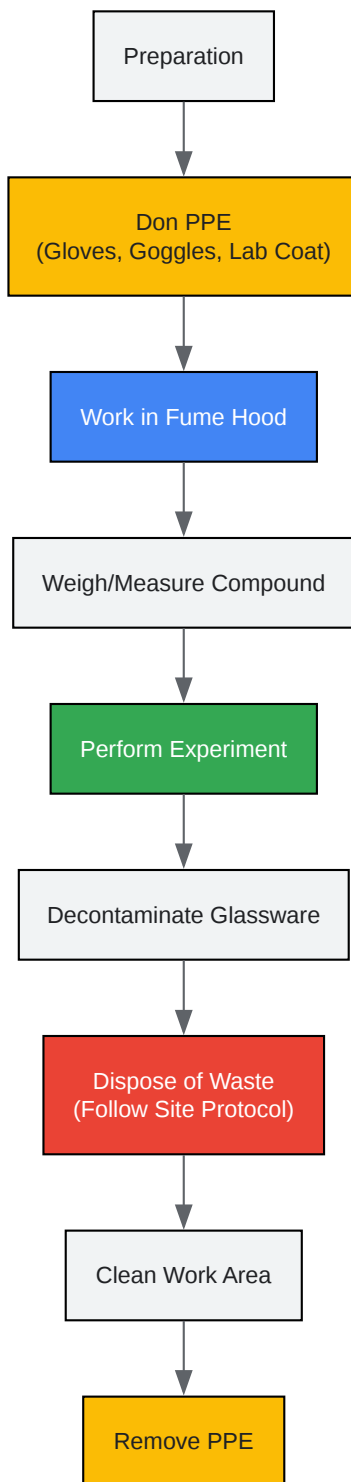 Preparation
Don PPE
(Gloves, Goggles, Lab Coat)
Work in Fume Hood
Weigh/Measure Compound
Perform Experiment
Decontaminate Glassware
Dispose of Waste
(Follow Site Protocol)
Clean Work Area
Remove PPE